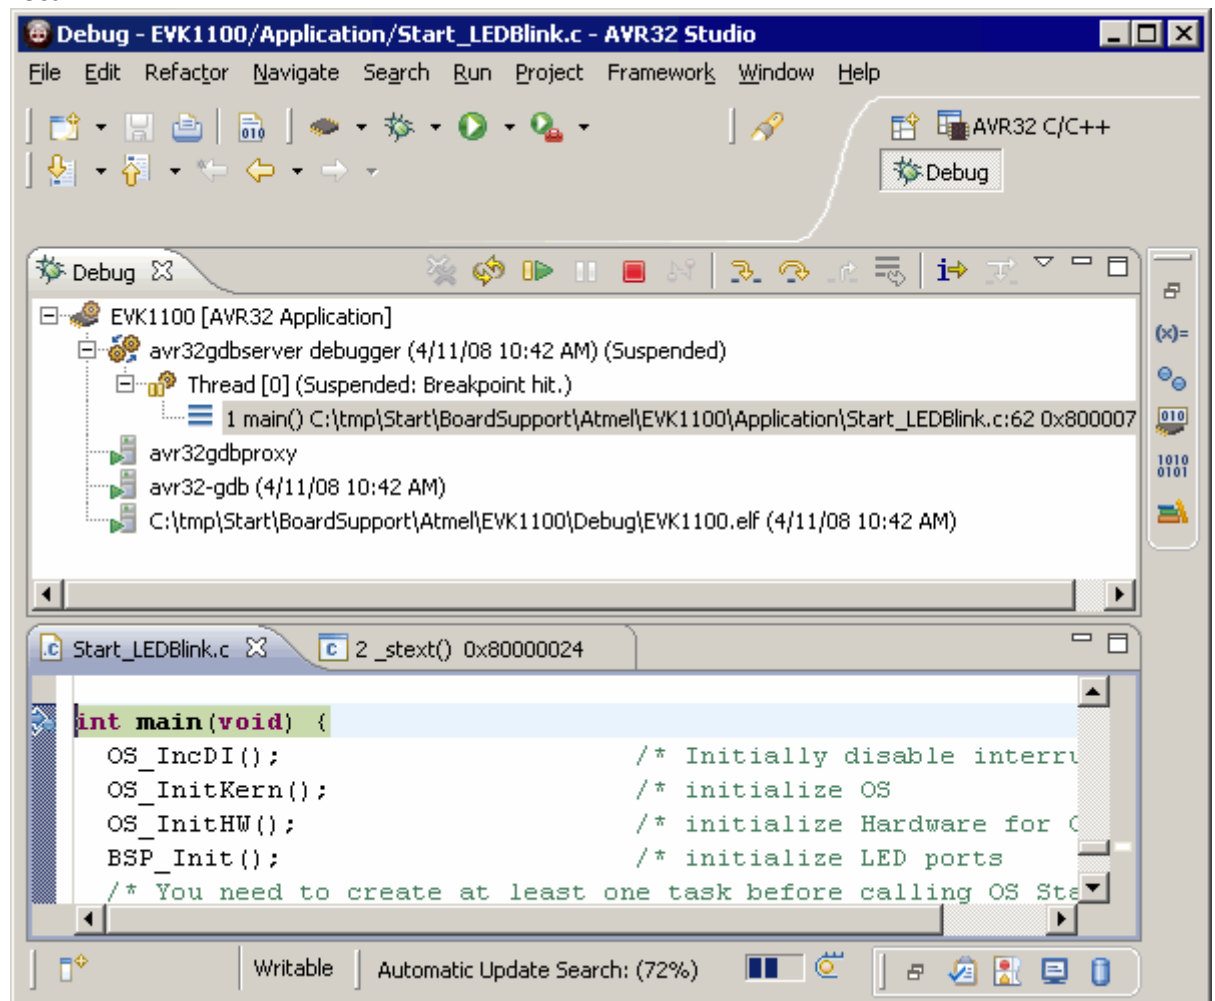 Debug - EVK1100/Application/Start_LEDBlink.c - AVR32 Studio
File Edit Refactor Navigate Search Run Project Framework Window Help
010
AVR32 C/C++
Debug
Debug
EVK1100 [AVR32 Application]
avr32gdbserver debugger (4/11/08 10:42 AM) (Suspended)
Thread [0] (Suspended: Breakpoint hit.)
1 main() C:\tmp\Start\BoardSupport\Atmel\EVK1100\Application\Start_LEDBlink.c:62 0x800007
avr32gdbproxy
avr32-gdb (4/11/08 10:42 AM)
C:\tmp\Start\BoardSupport\Atmel\EVK1100\Debug\EVK1100.elf (4/11/08 10:42 AM)
(x)=
010
1010
0101
.c Start_LEDBlink.c c 2 _stext() 0x80000024
int main(void) {
OS_IncDI(); /* Initially disable interru
OS_InitKern(); /* initialize OS
OS_InitHW(); /* initialize Hardware for O
BSP_Init(); /* initialize LED ports
/* You need to create at least one task before calling OS Sta
Writable Automatic Update Search: (72%)